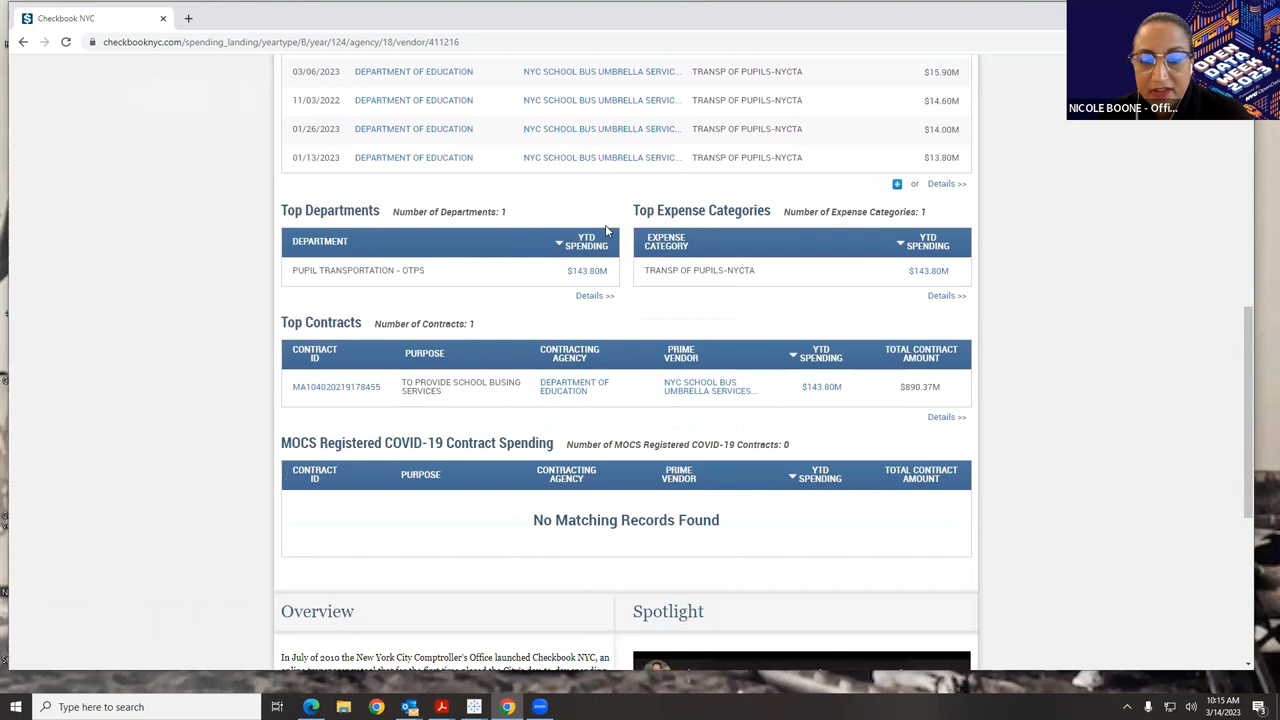 Checkbook NYC
checkbooknyc.com/spending_landing/yeartype/B/year/124/agency/18/vendor/411216
OPEN
DATA
WEEK
2023
NICOLE BOONE - Offi...
03/06/2023 DEPARTMENT OF EDUCATION NYC SCHOOL BUS UMBRELLA SERVIC... TRANSP OF PUPILS-NYCTA $15.90M
11/03/2022 DEPARTMENT OF EDUCATION NYC SCHOOL BUS UMBRELLA SERVIC... TRANSP OF PUPILS-NYCTA $14.60M
01/26/2023 DEPARTMENT OF EDUCATION NYC SCHOOL BUS UMBRELLA SERVIC... TRANSP OF PUPILS-NYCTA $14.00M
01/13/2023 DEPARTMENT OF EDUCATION NYC SCHOOL BUS UMBRELLA SERVIC... TRANSP OF PUPILS-NYCTA $13.80M
or Details >>
Top Departments Number of Departments: 1
DEPARTMENT YTD SPENDING
PUPIL TRANSPORTATION - OTPS $143.80M
Details >>
Top Expense Categories Number of Expense Categories: 1
EXPENSE CATEGORY YTD SPENDING
TRANSP OF PUPILS-NYCTA $143.80M
Details >>
Top Contracts Number of Contracts: 1
CONTRACT ID PURPOSE CONTRACTING AGENCY PRIME VENDOR YTD SPENDING TOTAL CONTRACT AMOUNT
MA104020219178455 TO PROVIDE SCHOOL BUSING SERVICES DEPARTMENT OF EDUCATION NYC SCHOOL BUS UMBRELLA SERVICES... $143.80M $890.37M
Details >>
MOCS Registered COVID-19 Contract Spending Number of MOCS Registered COVID-19 Contracts: 0
CONTRACT ID PURPOSE CONTRACTING AGENCY PRIME VENDOR YTD SPENDING TOTAL CONTRACT AMOUNT
No Matching Records Found
Overview
Spotlight
In July of 2010 the New York City Comptroller's Office launched Checkbook NYC, an
Type here to search
10:15 AM
3/14/2023